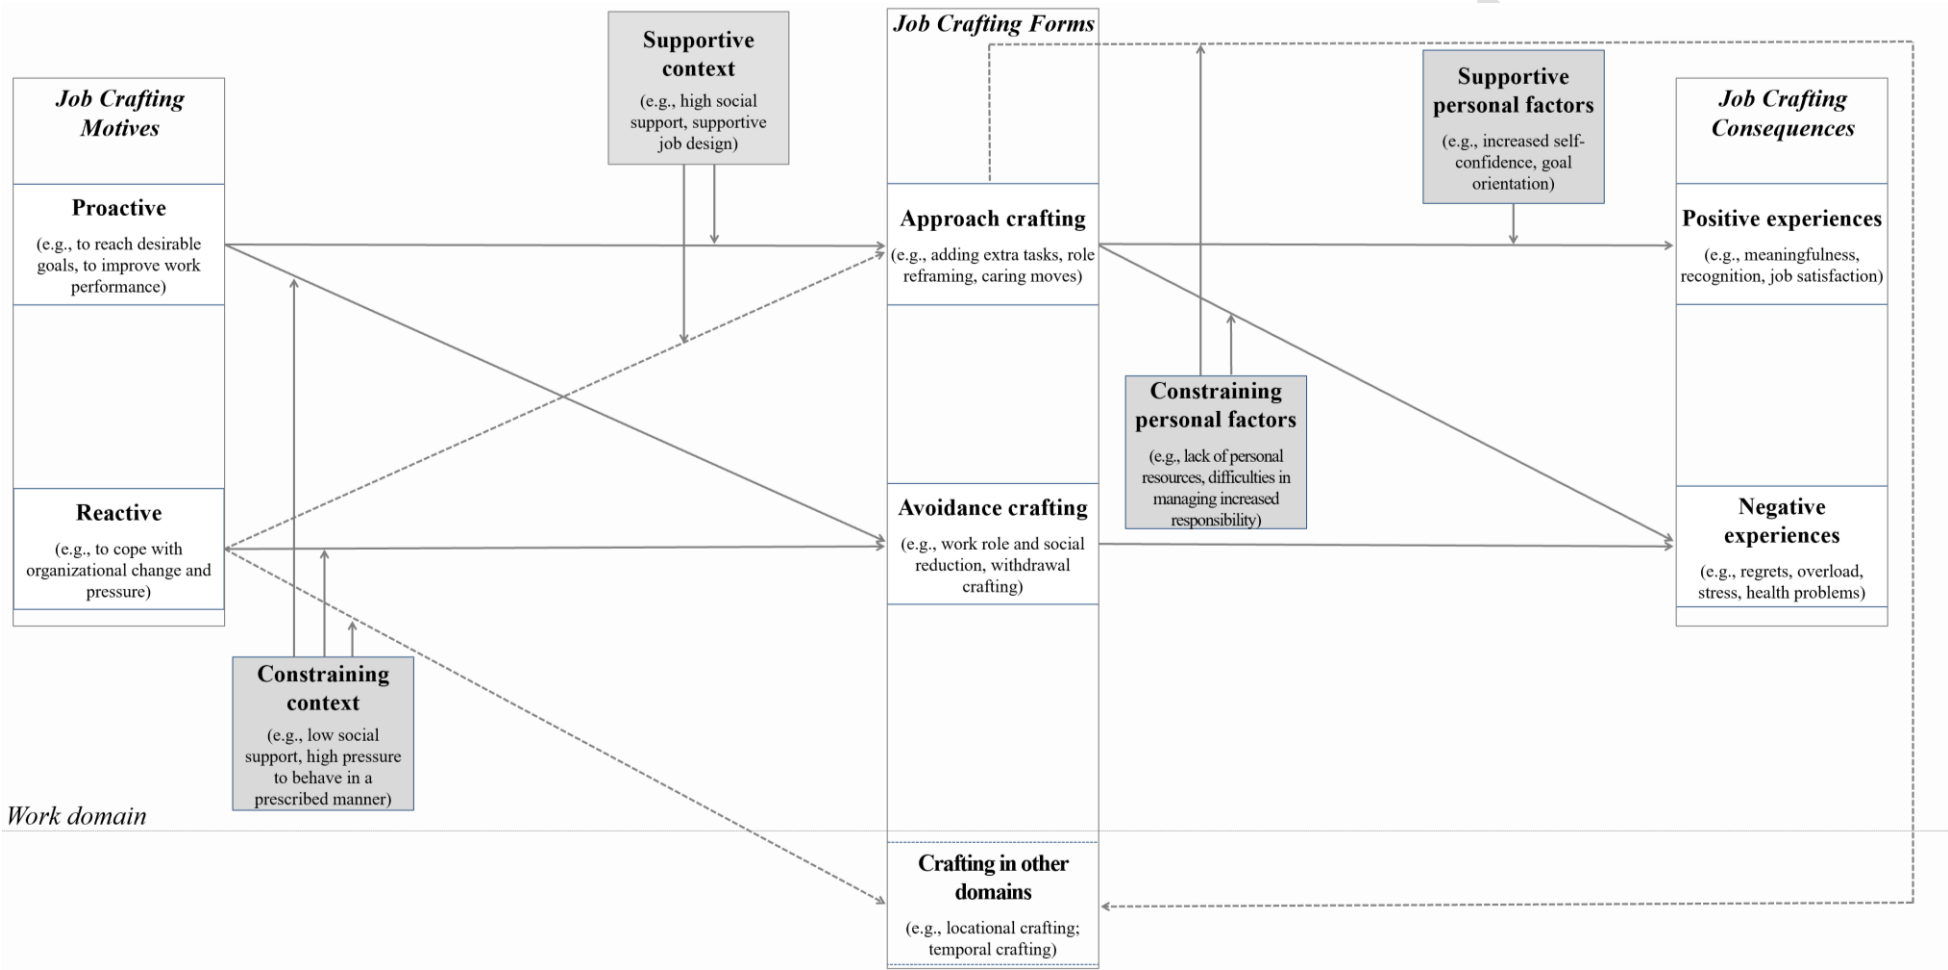 Job Crafting
Motives
Proactive
(e.g., to reach desirable
goals, to improve work
performance)
Reactive
(e.g., to cope with
organizational change and
pressure)
Supportive
context
(e.g., high social
support, supportive
job design)
Constraining
context
(e.g., low social
support, high pressure
to behave in a
prescribed manner)
Job Crafting Forms
Approach crafting
(e.g., adding extra tasks, role
reframing, caring moves)
Avoidance crafting
(e.g., work role and social
reduction, withdrawal
crafting)
Constraining
personal factors
(e.g., lack of personal
resources, difficulties in
managing increased
responsibility)
Supportive
personal factors
(e.g., increased self-
confidence, goal
orientation)
Job Crafting
Consequences
Positive experiences
(e.g., meaningfulness,
recognition, job satisfaction)
Negative
experiences
(e.g., regrets, overload,
stress, health problems)
Work domain
Crafting in other
domains
(e.g., locational crafting;
temporal crafting)